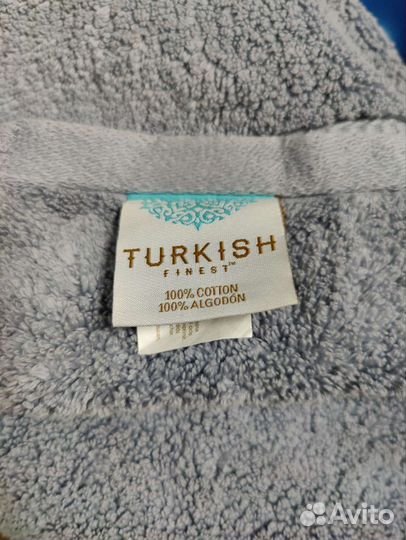 TURKISH
FINEST™
100% COTTON
100% ALGODÓN
Avito